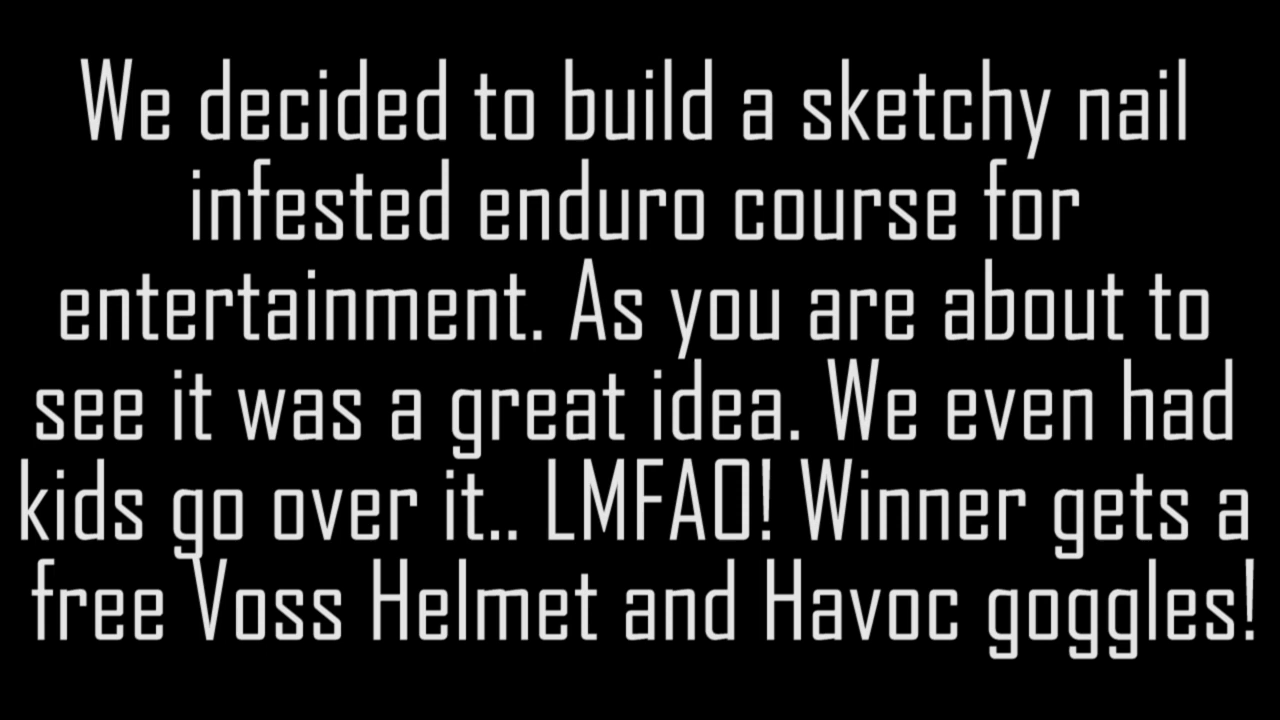 We decided to build a sketchy nail
infested enduro course for
entertainment. As you are about to
see it was a great idea. We even had
kids go over it.. LMFAO! Winner gets a
free Voss Helmet and Havoc goggles!